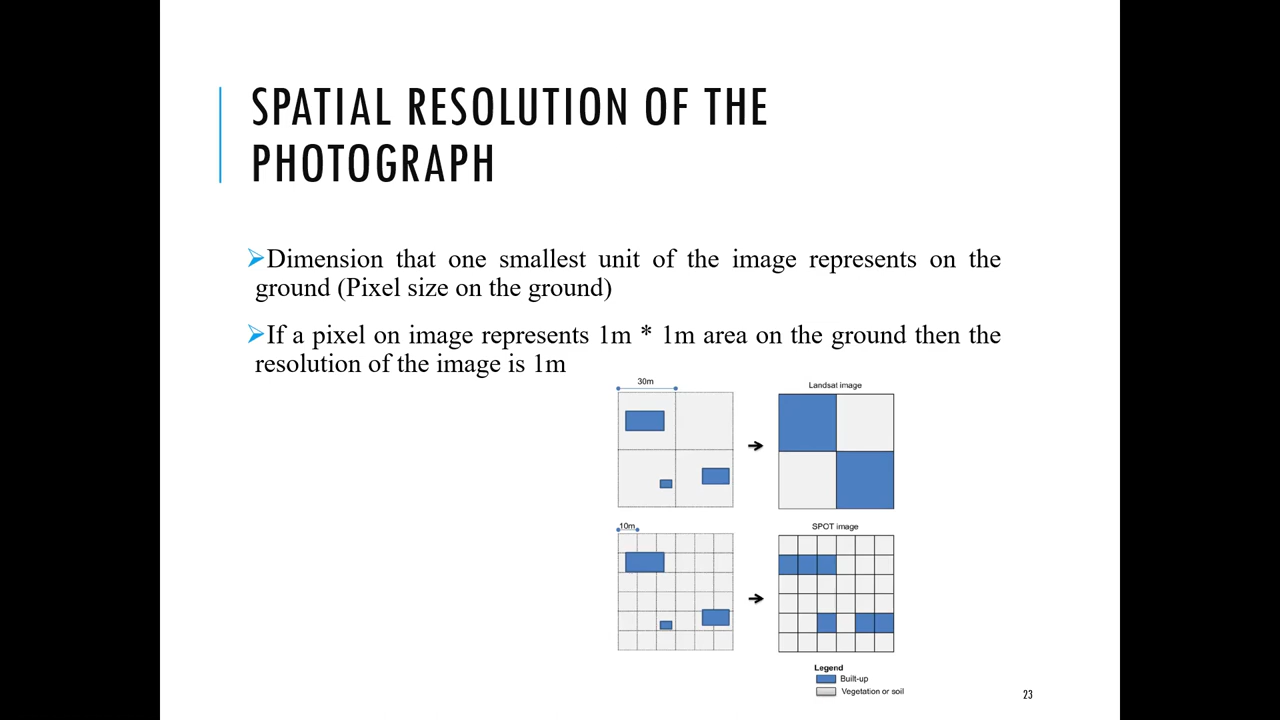 SPATIAL RESOLUTION OF THE
PHOTOGRAPH
➤Dimension that one smallest unit of the image represents on the
ground (Pixel size on the ground)
➤If a pixel on image represents 1m * 1m area on the ground then the
resolution of the image is 1m
30m
Landsat image
10m
SPOT image
Legend
Built-up
Vegetation or soil
23